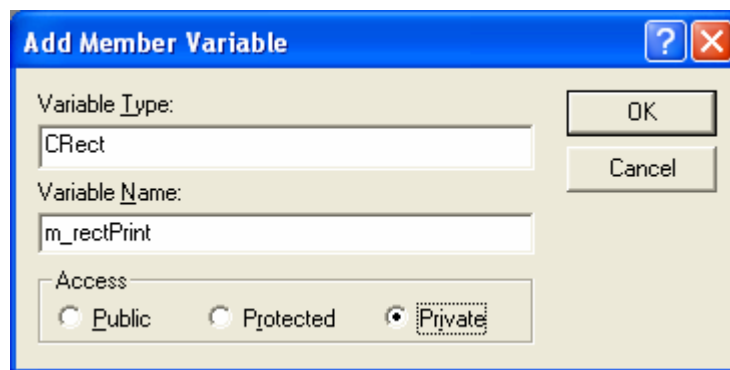 Add Member Variable
?
Variable Type:
OK
CRect
Cancel
Variable Name:
m_rectPrint
Access
Public Protected Private